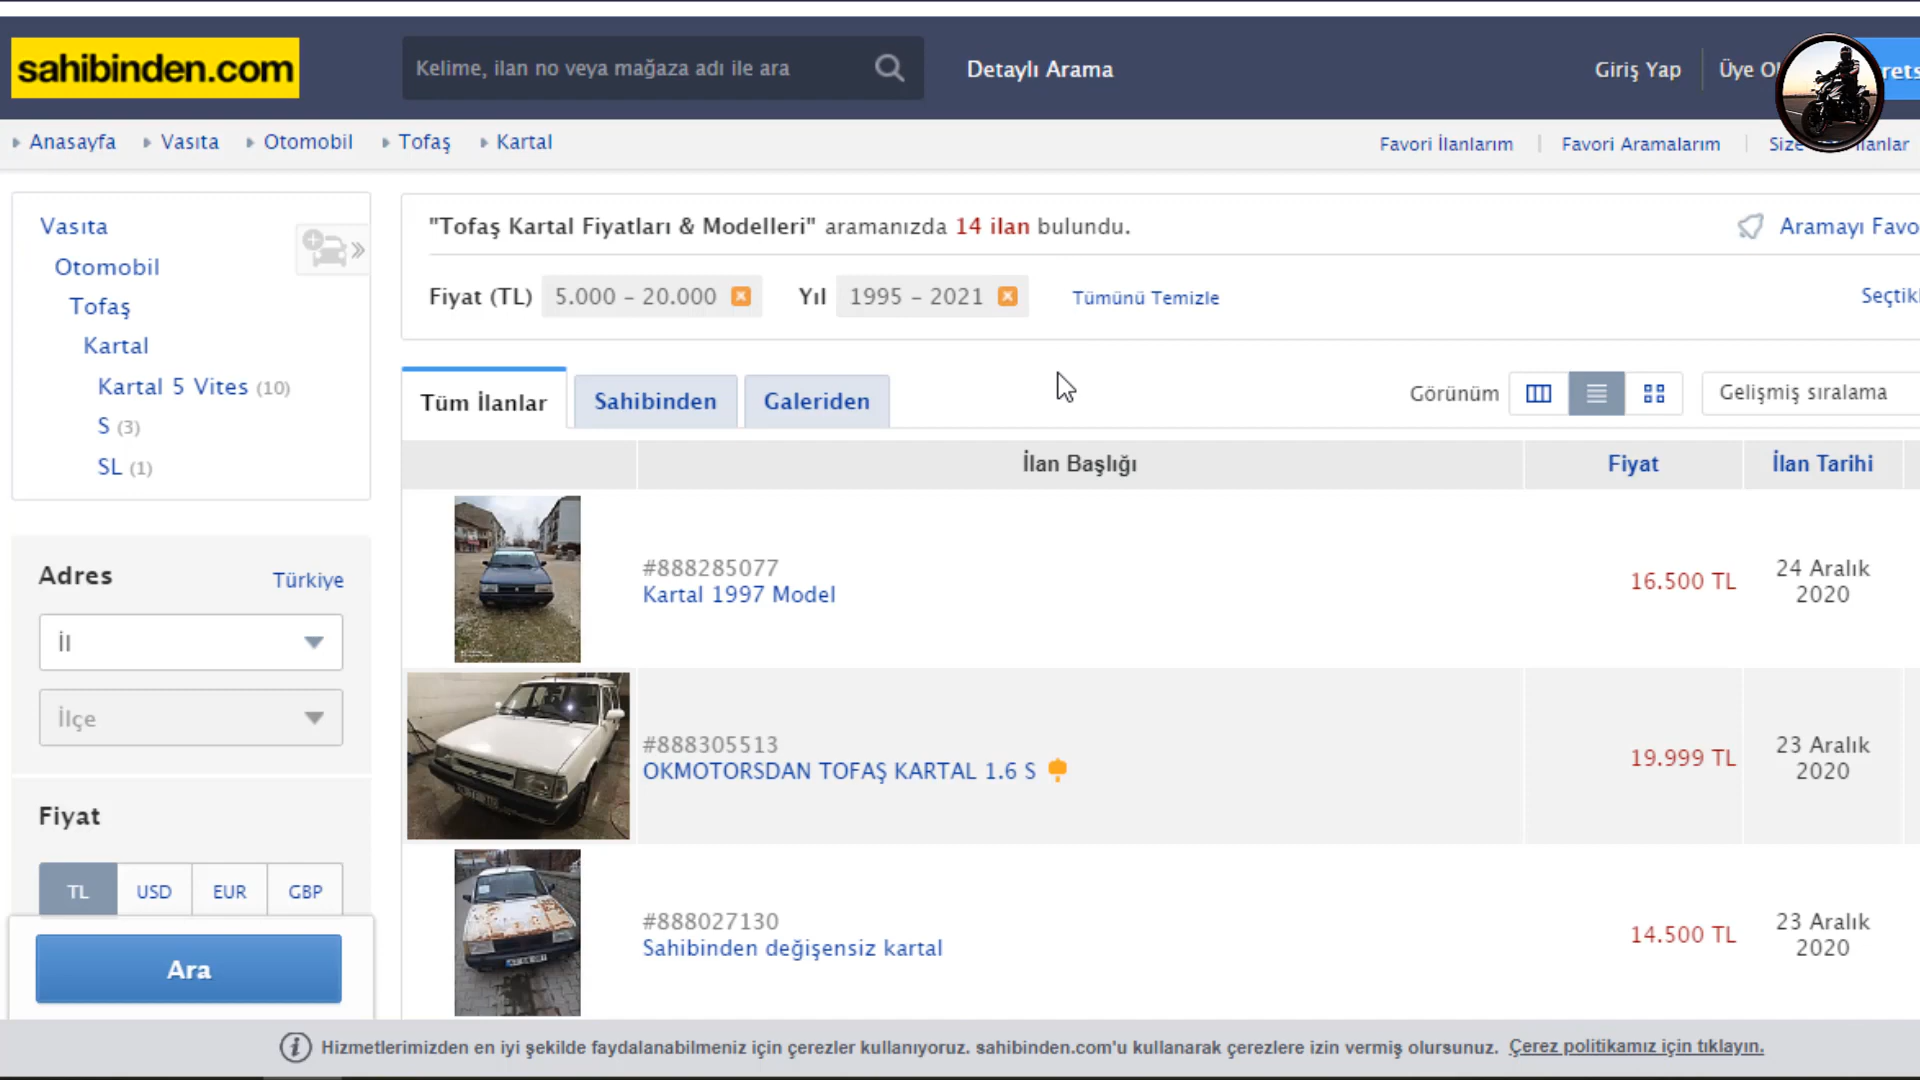 sahibinden.com
Kelime, ilan no veya mağaza adı ile ara
Detaylı Arama
Giriş Yap
Üye
Anasayfa
Vasıta
Otomobil
Tofaş
Kartal
Favori İlanlarım
Favori Aramalarım
Size
Vasıta
Otomobil
Tofaş
Kartal
Kartal 5 Vites (10)
S (3)
SL (1)
"Tofaş Kartal Fiyatları & Modelleri" aramanızda 14 ilan bulundu.
Aramayı Favo
Fiyat (TL) 5.000 - 20.000
Yıl 1995 - 2021
Tümünü Temizle
Seçtikl
Tüm İlanlar
Sahibinden
Galeriden
Görünüm
Gelişmiş sıralama
İlan Başlığı
Fiyat
İlan Tarihi
#888285077
Kartal 1997 Model
16.500 TL
24 Aralık
2020
#888305513
OKMOTORSDAN TOFAŞ KARTAL 1.6 S
19.999 TL
23 Aralık
2020
#888027130
Sahibinden değişensiz kartal
14.500 TL
23 Aralık
2020
Adres
Türkiye
İl
İlçe
Fiyat
TL
USD
EUR
GBP
Ara
Hizmetlerimizden en iyi şekilde faydalanabilmeniz için çerezler kullanıyoruz. sahibinden.com'u kullanarak çerezlere izin vermiş olursunuz. Çerez politikamız için tıklayın.